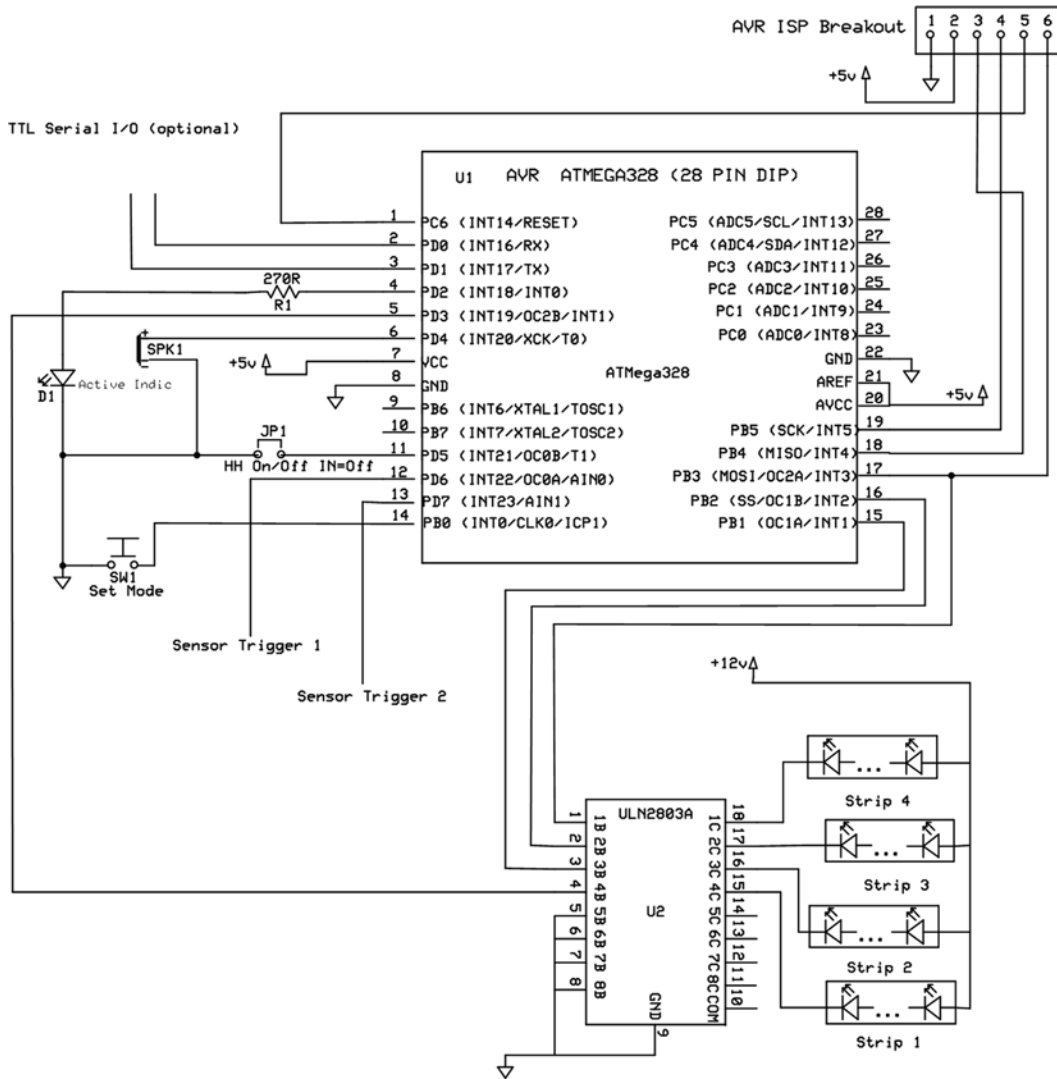 AVR ISP Breakout
1 2 3 4 5 6
+5v
TTL Serial I/O (optional)
U1 AVR ATMEGA328 (28 PIN DIP)
1 PC6 (INT14/RESET)
2 PD0 (INT16/RX)
3 PD1 (INT17/TX)
270R
R1
4 PD2 (INT18/INT0)
5 PD3 (INT19/OC2B/INT1)
6 PD4 (INT20/XCK/T0)
7 VCC
8 GND
9 PB6 (INT6/XTAL1/TOSC1)
10 PB7 (INT7/XTAL2/TOSC2)
11 PD5 (INT21/OC0B/T1)
12 PD6 (INT22/OC0A/AIN0)
13 PD7 (INT23/AIN1)
14 PB0 (INT0/CLK0/ICP1)
PC5 (ADC5/SCL/INT13) 28
PC4 (ADC4/SDA/INT12) 27
PC3 (ADC3/INT11) 26
PC2 (ADC2/INT10) 25
PC1 (ADC1/INT9) 24
PC0 (ADC0/INT8) 23
GND 22
AREF 21
AVCC 20
PB5 (SCK/INT5) 19
PB4 (MISO/INT4) 18
PB3 (MOSI/OC2A/INT3) 17
PB2 (SS/OC1B/INT2) 16
PB1 (OC1A/INT1) 15
ATMega328
+5v
+5v
+
SPK1
-
D1
Active Indic
JP1
HH On/Off IN=Off
SW1
Set Mode
Sensor Trigger 1
Sensor Trigger 2
+12v
ULN2803A
U2
1 1B
2 2B
3 3B
4 4B
5 5B
6 6B
7 7B
8 8B
GND 9
1C 18
2C 17
3C 16
4C 15
5C 14
6C 13
7C 12
8C 11
COM 10
...
Strip 4
...
Strip 3
...
Strip 2
...
Strip 1